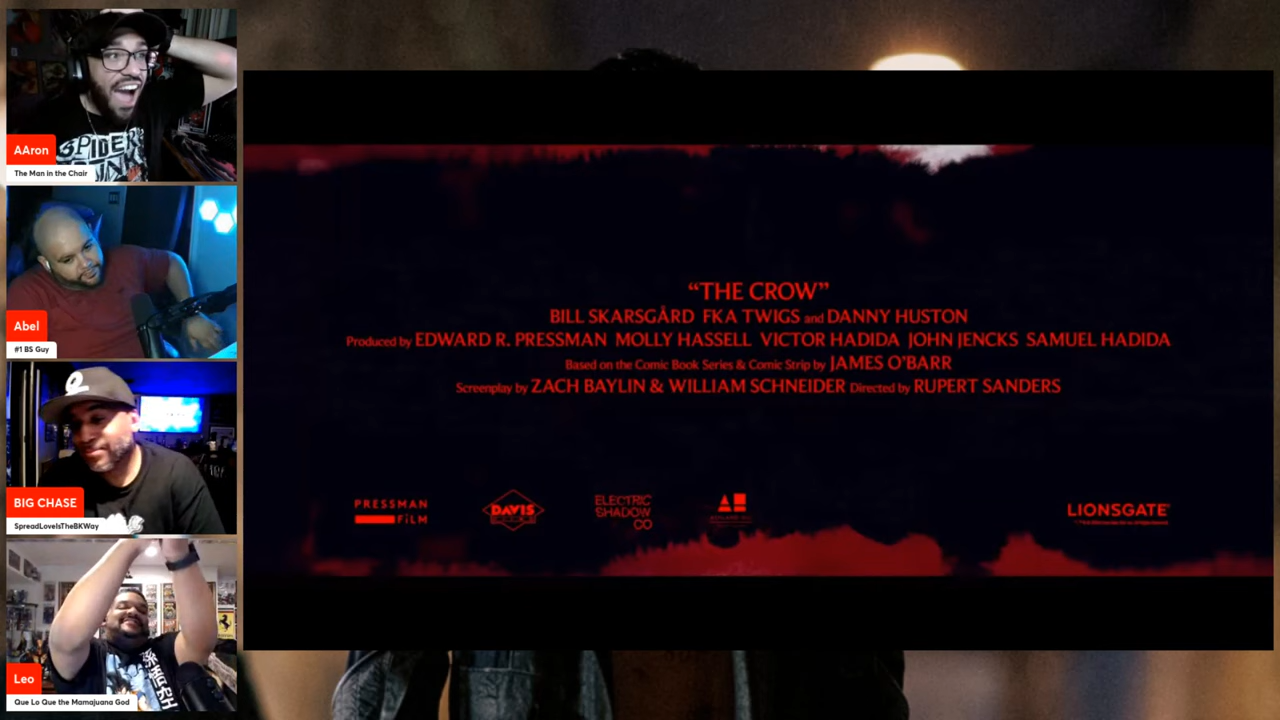 SPIDER
PUNK
AAron
The Man in the Chair
Abel
#1 BS Guy
BIG CHASE
SpreadLoveIsTheBKWay
Leo
Que Lo Que the Mamajuana God
“THE CROW”
BILL SKARSGÅRD FKA TWIGS and DANNY HUSTON
Produced by EDWARD R. PRESSMAN MOLLY HASSELL VICTOR HADIDA JOHN JENCKS SAMUEL HADIDA
Based on the Comic Book Series & Comic Strip by JAMES O’BARR
Screenplay by ZACH BAYLIN & WILLIAM SCHNEIDER Directed by RUPERT SANDERS
PRESSMAN
FILM
DAVIS
ELECTRIC
SHADOW
CO
LIONSGATE